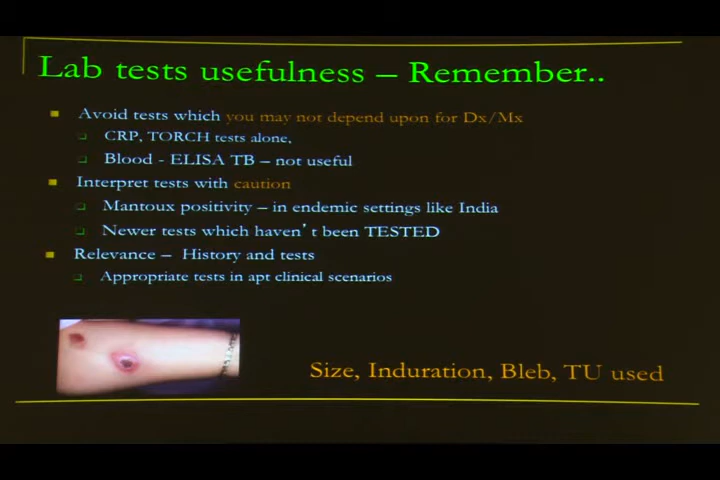 Lab tests usefulness – Remember..
Avoid tests which you may not depend upon for Dx/Mx
CRP, TORCH tests alone,
Blood - ELISA TB – not useful
Interpret tests with caution
Mantoux positivity – in endemic settings like India
Newer tests which haven't been TESTED
Relevance – History and tests
Appropriate tests in apt clinical scenarios
Size, Induration, Bleb, TU used